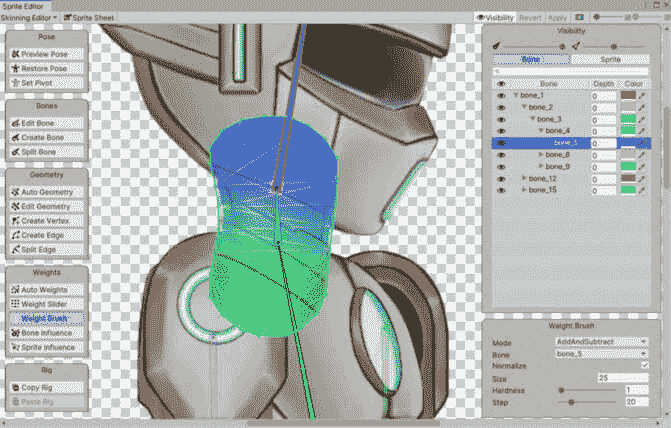 Sprite Editor
Skinning Editor
Sprite Sheet
Visibility
Revert
Apply
Pose
Preview Pose
Restore Pose
Set Pivot
Bones
Edit Bone
Create Bone
Split Bone
Geometry
Auto Geometry
Edit Geometry
Create Vertex
Create Edge
Split Edge
Weights
Auto Weights
Weight Slider
Weight Brush
Bone Influence
Sprite Influence
Rig
Copy Rig
Paste Rig
Visibility
Bone
Sprite
Bone Depth Color
bone_1 0
bone_2 0
bone_3 0
bone_4 0
bone_5 0
bone_8 0
bone_9 0
bone_12 0
bone_15 0
Weight Brush
Mode AddAndSubtract
Bone bone_5
Normalize
Size 25
Hardness 1
Step 20